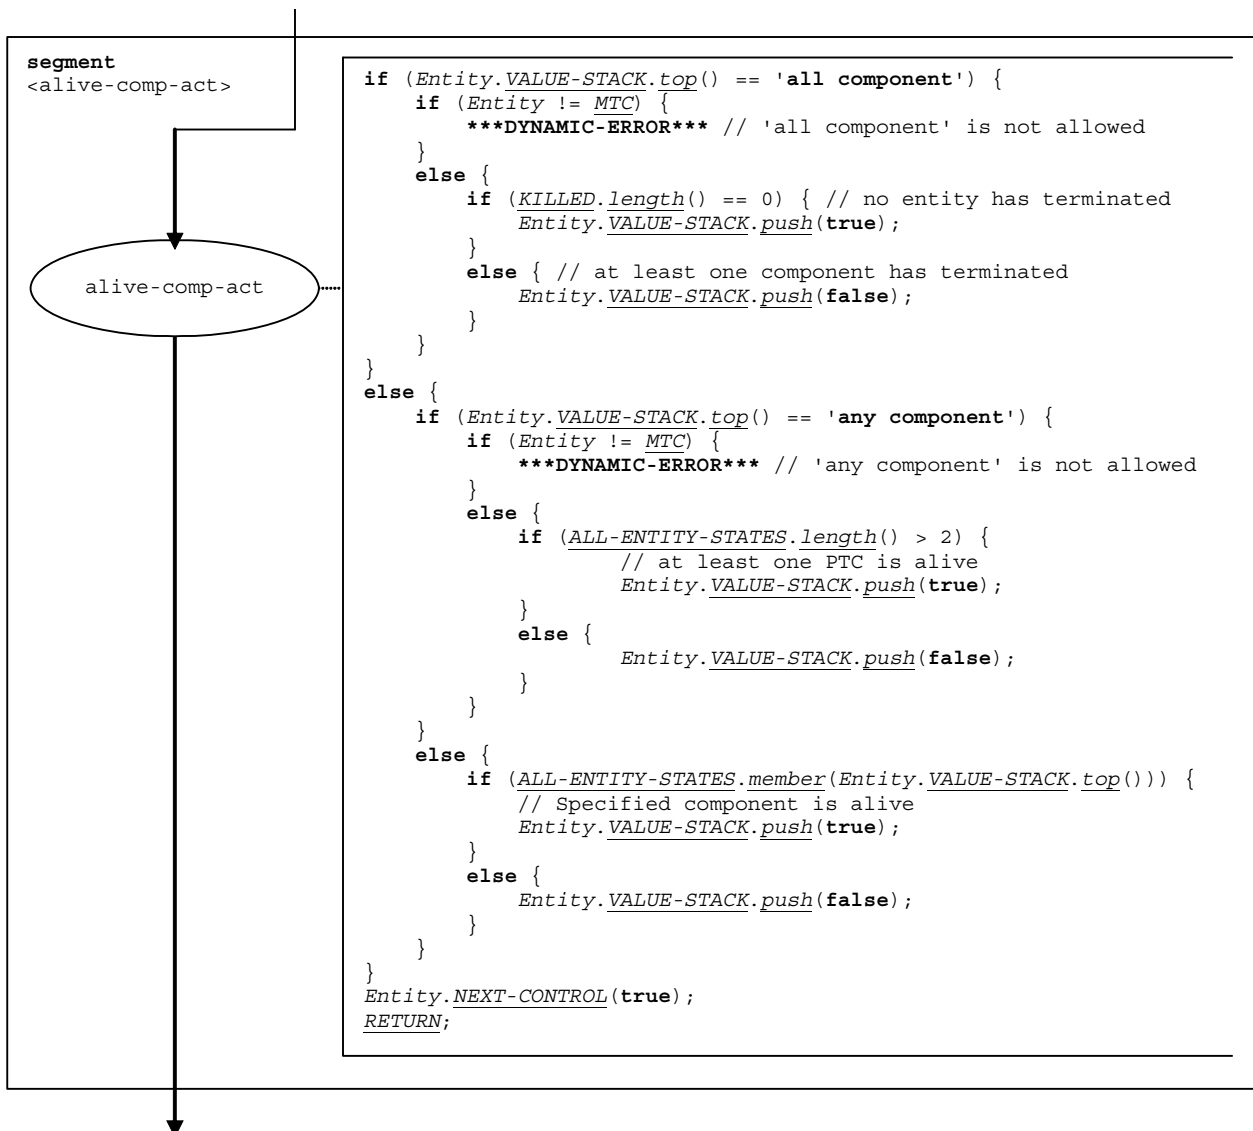 segment
<alive-comp-act>
alive-comp-act
if (Entity.VALUE-STACK.top() == 'all component') {
    if (Entity != MTC) {
        ***DYNAMIC-ERROR*** // 'all component' is not allowed
    }
    else {
        if (KILLED.length() == 0) { // no entity has terminated
            Entity.VALUE-STACK.push(true);
        }
        else { // at least one component has terminated
            Entity.VALUE-STACK.push(false);
        }
    }
}
else {
    if (Entity.VALUE-STACK.top() == 'any component') {
        if (Entity != MTC) {
            ***DYNAMIC-ERROR*** // 'any component' is not allowed
        }
        else {
            if (ALL-ENTITY-STATES.length() > 2) {
                    // at least one PTC is alive
                    Entity.VALUE-STACK.push(true);
            }
            else {
                    Entity.VALUE-STACK.push(false);
            }
        }
    }
    else {
        if (ALL-ENTITY-STATES.member(Entity.VALUE-STACK.top())) {
            // Specified component is alive
            Entity.VALUE-STACK.push(true);
        }
        else {
            Entity.VALUE-STACK.push(false);
        }
    }
}
Entity.NEXT-CONTROL(true);
RETURN;